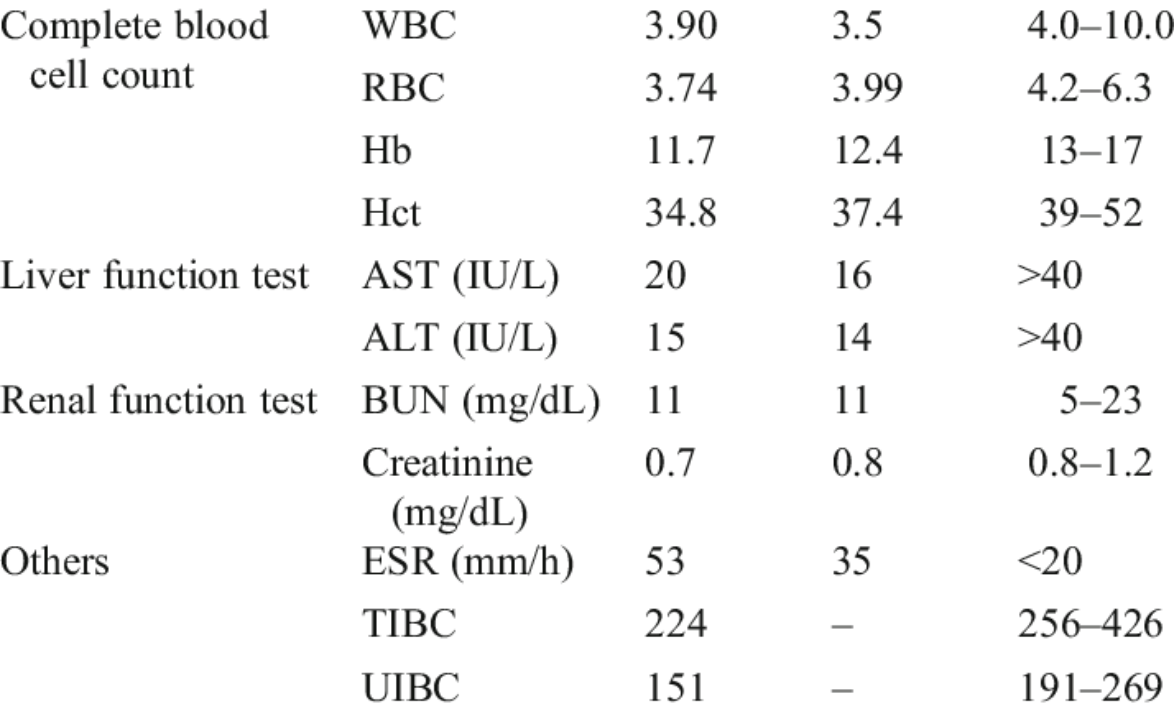 Complete blood WBC 3.90 3.5 4.0–10.0
cell count
RBC 3.74 3.99 4.2–6.3
Hb 11.7 12.4 13–17
Hct 34.8 37.4 39–52
Liver function test AST (IU/L) 20 16 >40
ALT (IU/L) 15 14 >40
Renal function test BUN (mg/dL) 11 11 5–23
Creatinine 0.7 0.8 0.8–1.2
(mg/dL)
Others ESR (mm/h) 53 35 <20
TIBC 224 – 256–426
UIBC 151 – 191–269